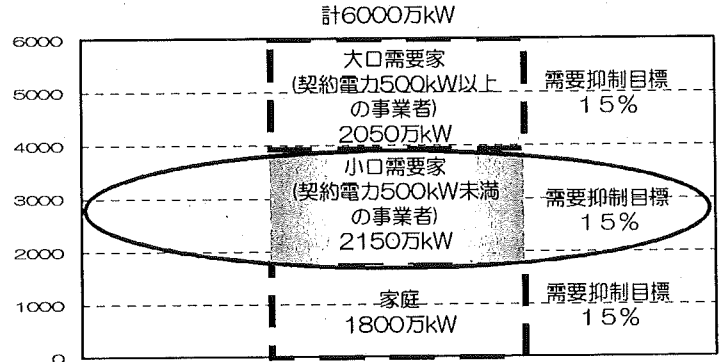 計6000万kW
6000
5000
4000
3000
2000
1000
0
大口需要家
(契約電力500kW以上
の事業者)
2050万kW
需要抑制目標
15%
小口需要家
(契約電力500kW未満
の事業者)
2150万kW
需要抑制目標
15%
家庭
1800万kW
需要抑制目標
15%